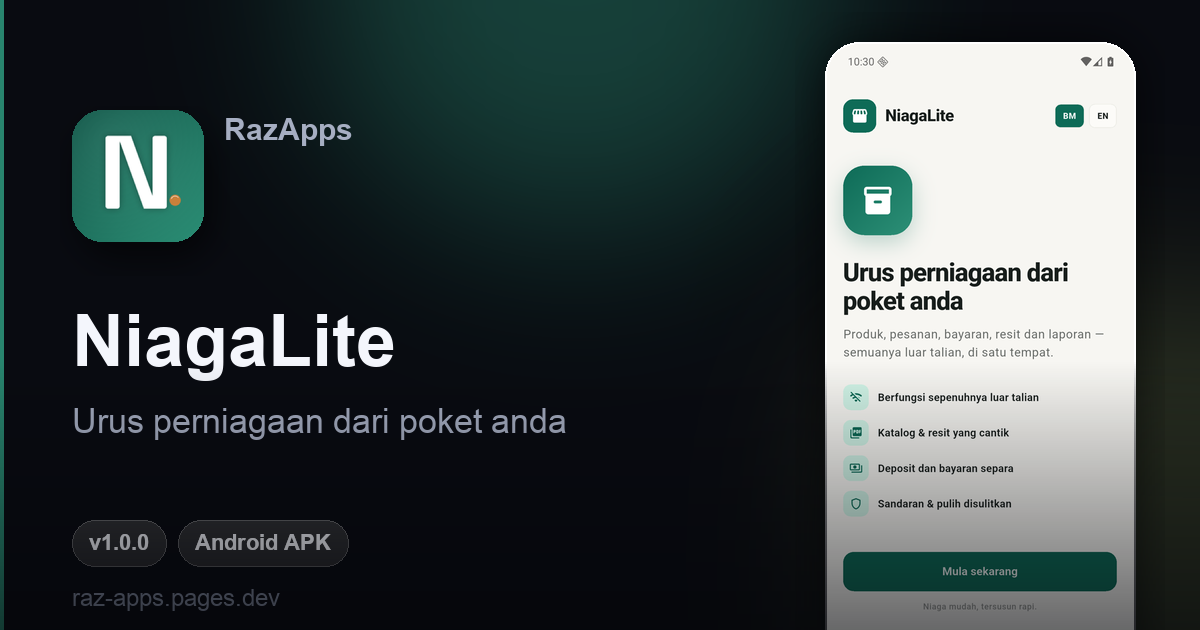 N.
RazApps
NiagaLite
Urus perniagaan dari poket anda
v1.0.0
Android APK
raz-apps.pages.dev
10:30
NiagaLite
BM
EN
Urus perniagaan dari
poket anda
Produk, pesanan, bayaran, resit dan laporan —
semuanya luar talian, di satu tempat.
Berfungsi sepenuhnya luar talian
Katalog & resit yang cantik
Deposit dan bayaran separa
Sandaran & pulih disulitkan
Mula sekarang
Niaga mudah, tersusun rapi.